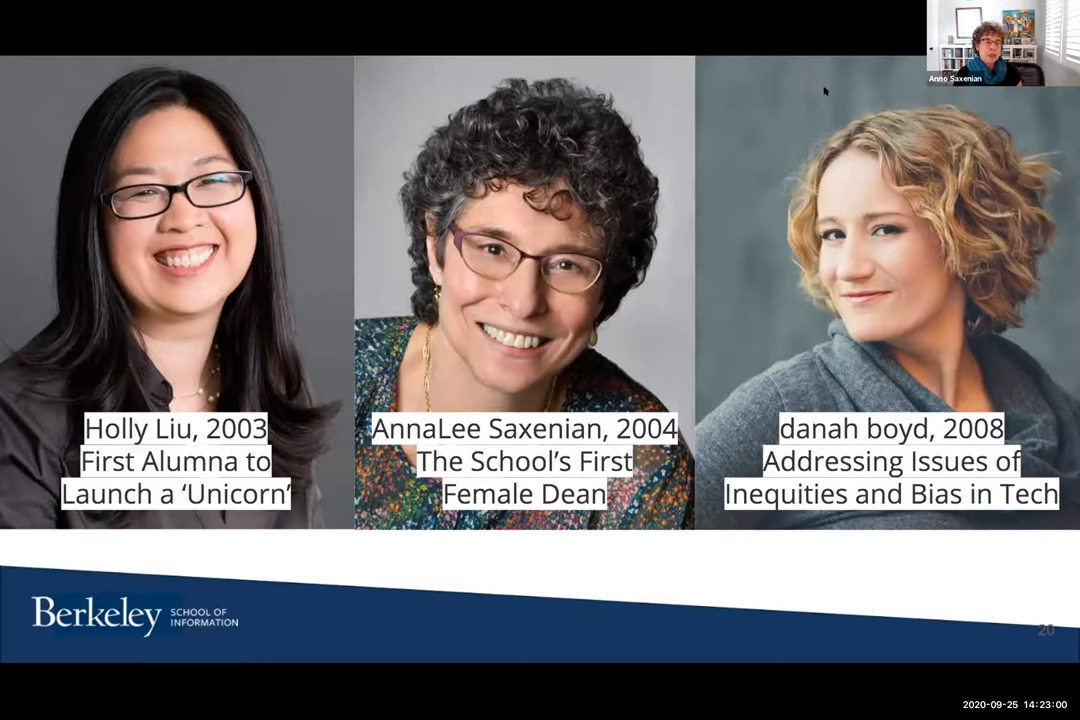 Anno Saxenian
Holly Liu, 2003
First Alumna to
Launch a ‘Unicorn’
AnnaLee Saxenian, 2004
The School’s First
Female Dean
danah boyd, 2008
Addressing Issues of
Inequities and Bias in Tech
Berkeley
SCHOOL OF
INFORMATION
20
2020-09-25 14:23:00